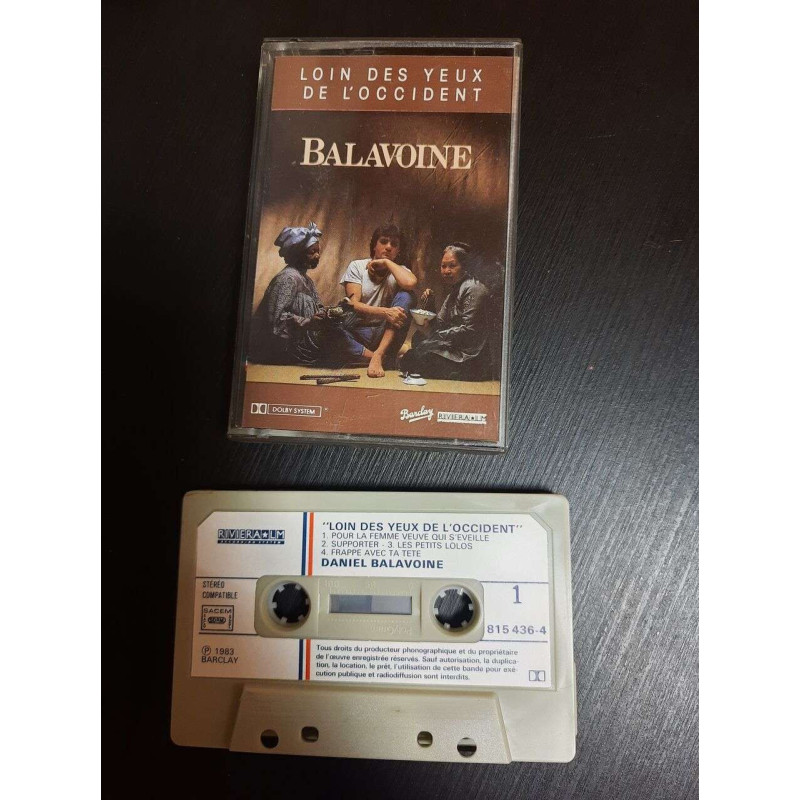 LOIN DES YEUX
DE L'OCCIDENT
BALAVOINE
DOLBY SYSTEM
Barclay RIVIERA★LM
RIVIERA★LM
"LOIN DES YEUX DE L'OCCIDENT"
1. POUR LA FEMME VEUVE QUI S'EVEILLE
2. SUPPORTER - 3. LES PETITS LOLOS
4. FRAPPE AVEC TA TETE
DANIEL BALAVOINE
STÉRÉO
COMPATIBLE
SACEM
Ⓟ 1983
BARCLAY
1
815 436-4
Tous droits du producteur phonographique et du propriétaire
de l'œuvre enregistrée réservés. Sauf autorisation, la duplica-
tion, la location, le prêt, l'utilisation de cette bande pour exé-
cution publique et radiodiffusion sont interdits.